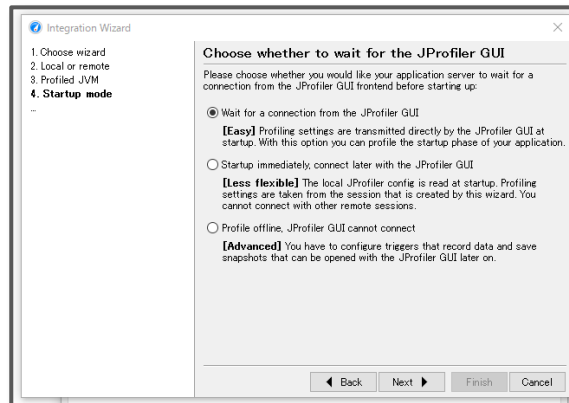 Integration Wizard
1. Choose wizard
2. Local or remote
3. Profiled JVM
4. Startup mode
...
Choose whether to wait for the JProfiler GUI
Please choose whether you would like your application server to wait for a
connection from the JProfiler GUI frontend before starting up:
Wait for a connection from the JProfiler GUI
[Easy] Profiling settings are transmitted directly by the JProfiler GUI at
startup. With this option you can profile the startup phase of your application.
Startup immediately, connect later with the JProfiler GUI
[Less flexible] The local JProfiler config is read at startup. Profiling
settings are taken from the session that is created by this wizard. You
cannot connect with other remote sessions.
Profile offline, JProfiler GUI cannot connect
[Advanced] You have to configure triggers that record data and save
snapshots that can be opened with the JProfiler GUI later on.
Back Next Finish Cancel